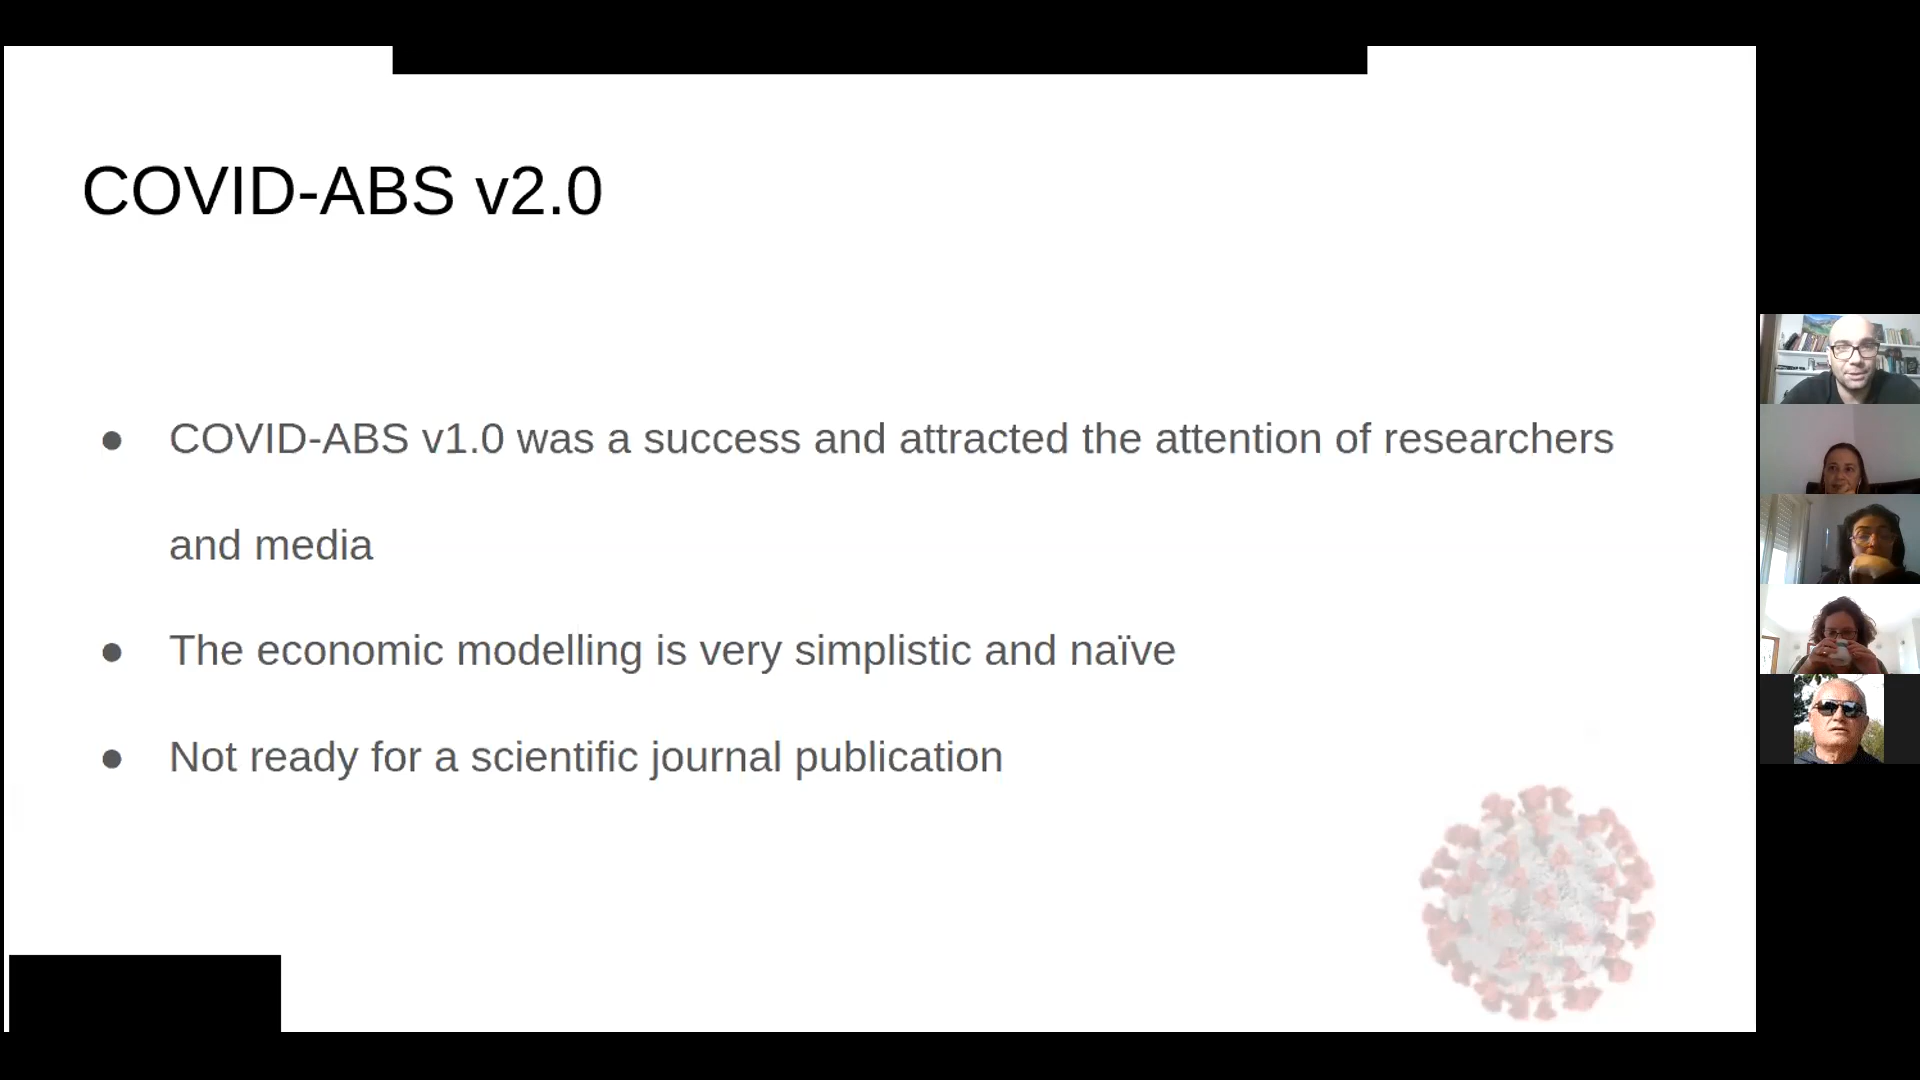 COVID-ABS v2.0
● COVID-ABS v1.0 was a success and attracted the attention of researchers
and media
● The economic modelling is very simplistic and naïve
● Not ready for a scientific journal publication